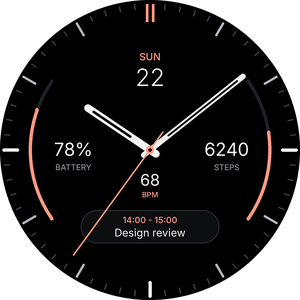 SUN
22
78%
BATTERY
6240
STEPS
68
BPM
14:00 - 15:00
Design review